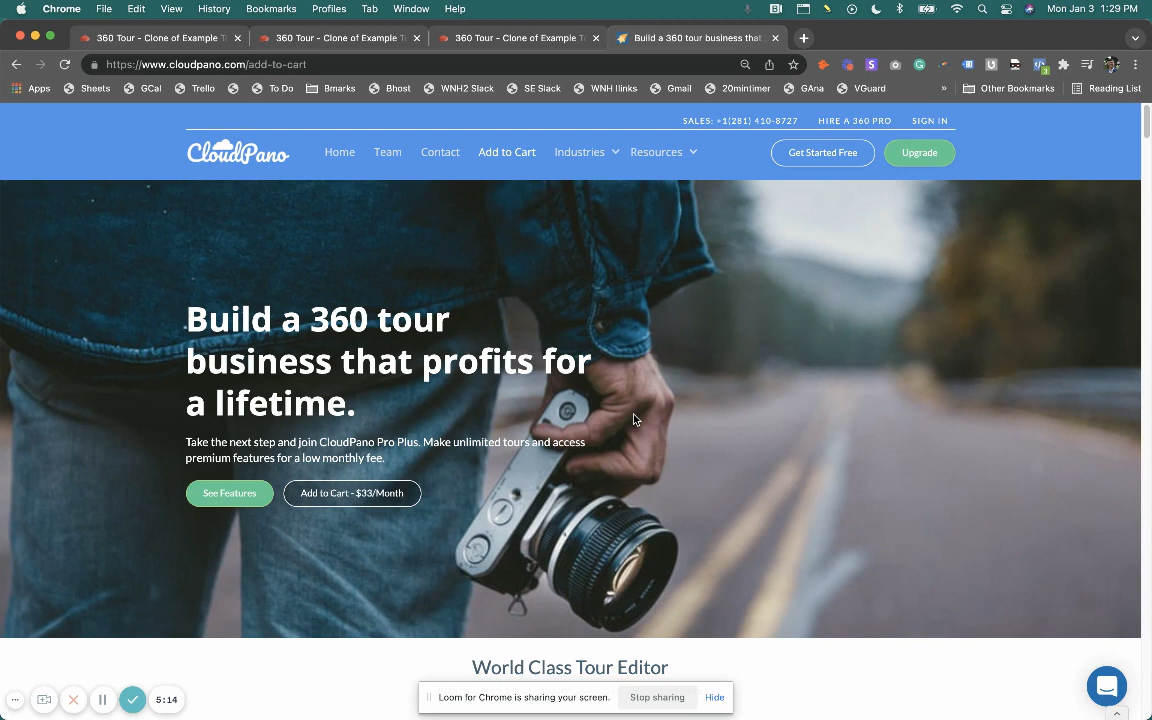 Chrome File Edit View History Bookmarks Profiles Tab Window Help Mon Jan 3 1:29 PM
360 Tour - Clone of Example T 360 Tour - Clone of Example T 360 Tour - Clone of Example T Build a 360 tour business that
https://www.cloudpano.com/add-to-cart
Apps Sheets GCal Trello To Do Bmarks Bhost WNH2 Slack SE Slack WNH llinks Gmail 20mintimer GAna VGuard » Other Bookmarks Reading List
SALES: +1(281) 410-8727 HIRE A 360 PRO SIGN IN
CloudPano Home Team Contact Add to Cart Industries Resources Get Started Free Upgrade
Build a 360 tour
business that profits for
a lifetime.
Take the next step and join CloudPano Pro Plus. Make unlimited tours and access
premium features for a low monthly fee.
See Features Add to Cart - $33/Month
World Class Tour Editor
5:14
Loom for Chrome is sharing your screen. Stop sharing Hide